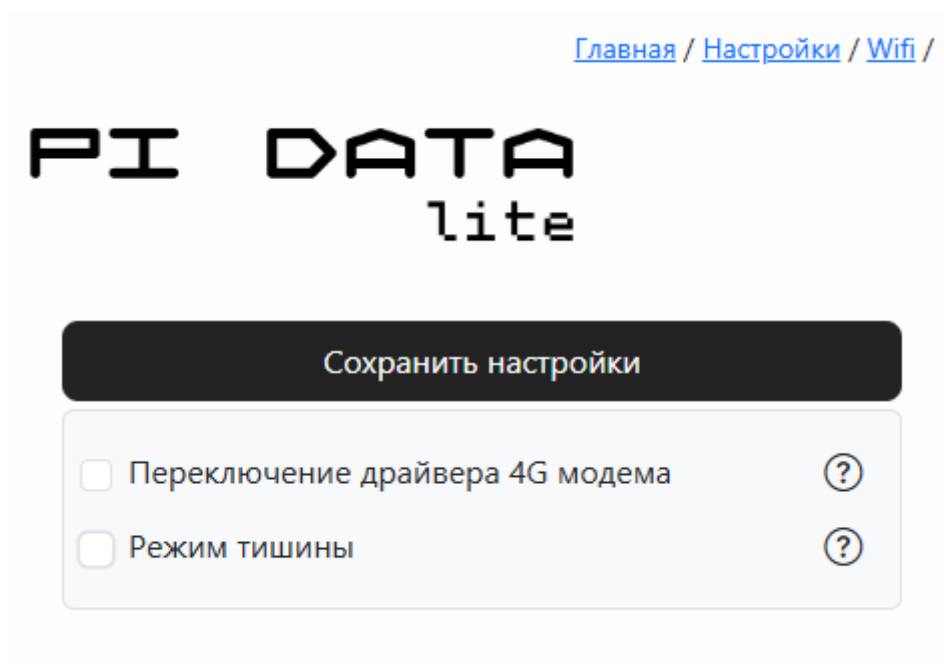 Главная / Настройки / Wifi /
PI DATA
lite
Сохранить настройки
Переключение драйвера 4G модема ?
Режим тишины ?